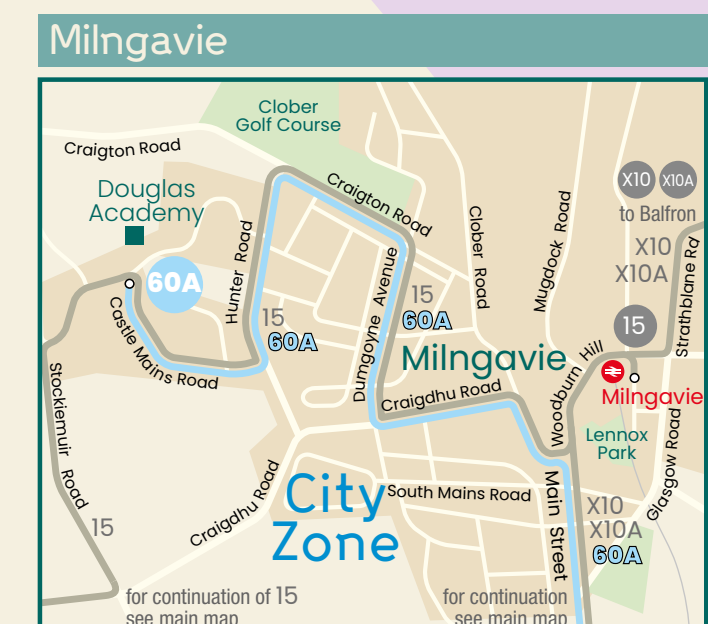 Milngavie
Clober
Golf Course
Craigton Road
Douglas
Academy
Craigton Road
X10 X10A
to Balfron
X10
X10A
Hunter Road
60A
Clober Road
Mugdock Road
Strathblane Rd
Dumgoyne Avenue
15
60A
15
60A
15
Castle Mains Road
Milngavie
Woodburn Hill
Milngavie
Craigdhu Road
Stockiemuir Road
Lennox
Park
Glasgow Road
Craigdhu Road
City
Zone
South Mains Road
Main Street
X10
X10A
60A
15
for continuation of 15
see main map
for continuation
see main map